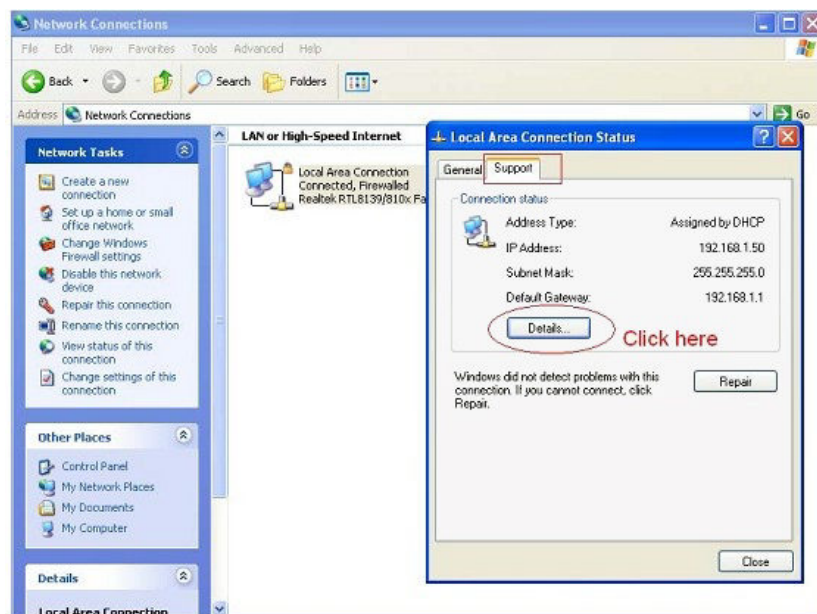 Network Connections
File Edit View Favorites Tools Advanced Help
Back Search Folders
Address Network Connections Go
Network Tasks
Create a new
connection
Set up a home or small
office network
Change Windows
Firewall settings
Disable this network
device
Repair this connection
Rename this connection
View status of this
connection
Change settings of this
connection
Other Places
Control Panel
My Network Places
My Documents
My Computer
Details
Local Area Connection
LAN or High-Speed Internet
Local Area Connection
Connected, Firewalled
Realtek RTL8139/810x Fa
Local Area Connection Status
General Support
Connection status
Address Type: Assigned by DHCP
IP Address: 192.168.1.50
Subnet Mask: 255.255.255.0
Default Gateway: 192.168.1.1
Details...
Click here
Windows did not detect problems with this
connection. If you cannot connect, click
Repair.
Repair
Close